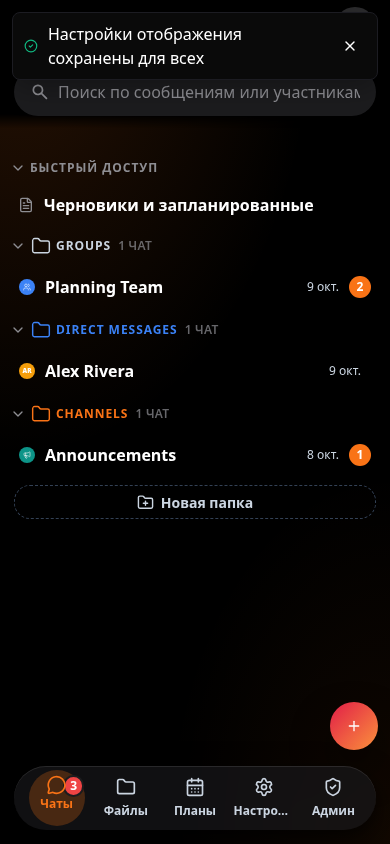 Настройки отображения
сохранены для всех
Поиск по сообщениям или участникам
БЫСТРЫЙ ДОСТУП
Черновики и запланированные
GROUPS 1 ЧАТ
Planning Team 9 окт. 2
DIRECT MESSAGES 1 ЧАТ
AR Alex Rivera 9 окт.
CHANNELS 1 ЧАТ
Announcements 8 окт. 1
Новая папка
3
Чаты Файлы Планы Настро... Админ